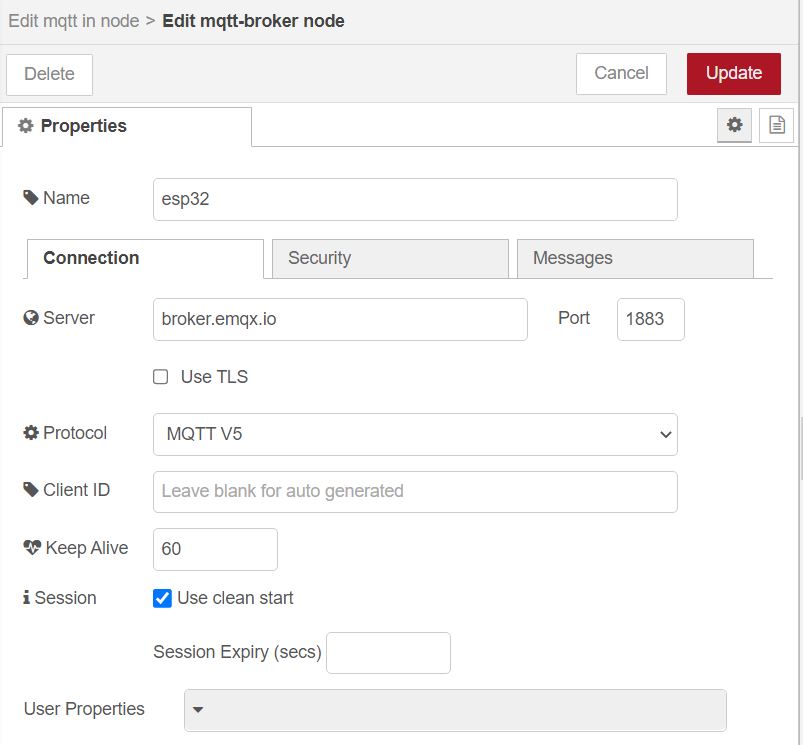 Edit mqtt in node > Edit mqtt-broker node
Delete Cancel Update
Properties
Name esp32
Connection Security Messages
Server broker.emqx.io Port 1883
Use TLS
Protocol MQTT V5
Client ID Leave blank for auto generated
Keep Alive 60
Session Use clean start
Session Expiry (secs)
User Properties